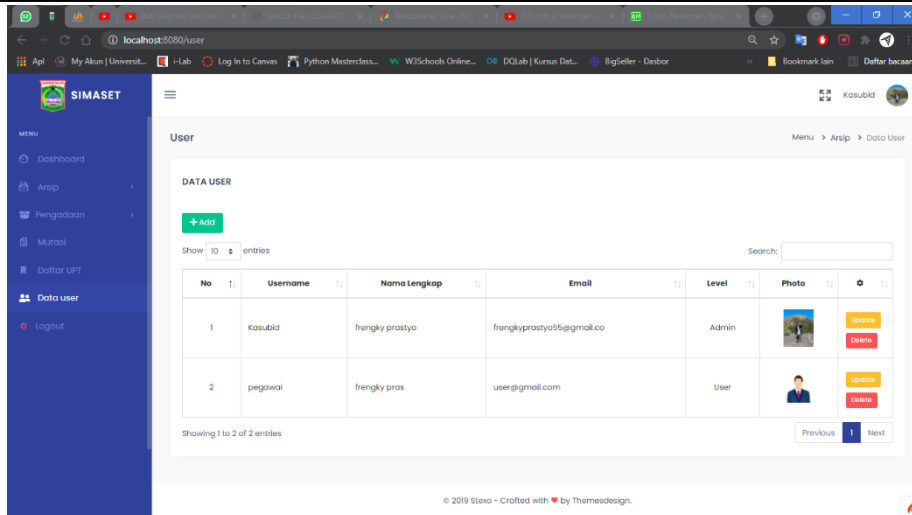 localhost:8080/user
Apl My Akun | Universit... i-Lab Log In to Canvas Python Masterclass... W3Schools Online... DQLab | Kursus Dat... BigSeller - Dasbor Bookmark lain Daftar bacaan
SIMASET
Kasubid
MENU
User
Menu > Arsip > Data User
Dashboard
Arsip
Pengadaan
Mutasi
Daftar UPT
Data user
Logout
DATA USER
+ Add
Show 10 entries
Search:
No Username Nama Lengkap Email Level Photo
1 Kasubid frengky prastyo frengkyprastyo55@gmail.co Admin Update
Delete
2 pegawai frengky pras user@gmail.com User Update
Delete
Showing 1 to 2 of 2 entries
Previous 1 Next
© 2019 Stexo - Crafted with ❤ by Themesdesign.